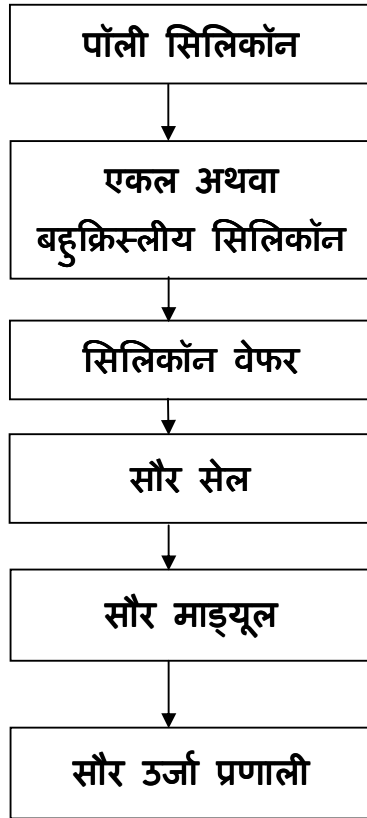 पॉली सिलिकॉन
एकल अथवा
बहुक्रिस्लीय सिलिकॉन
सिलिकॉन वेफर
सौर सेल
सौर माड्यूल
सौर उर्जा प्रणाली